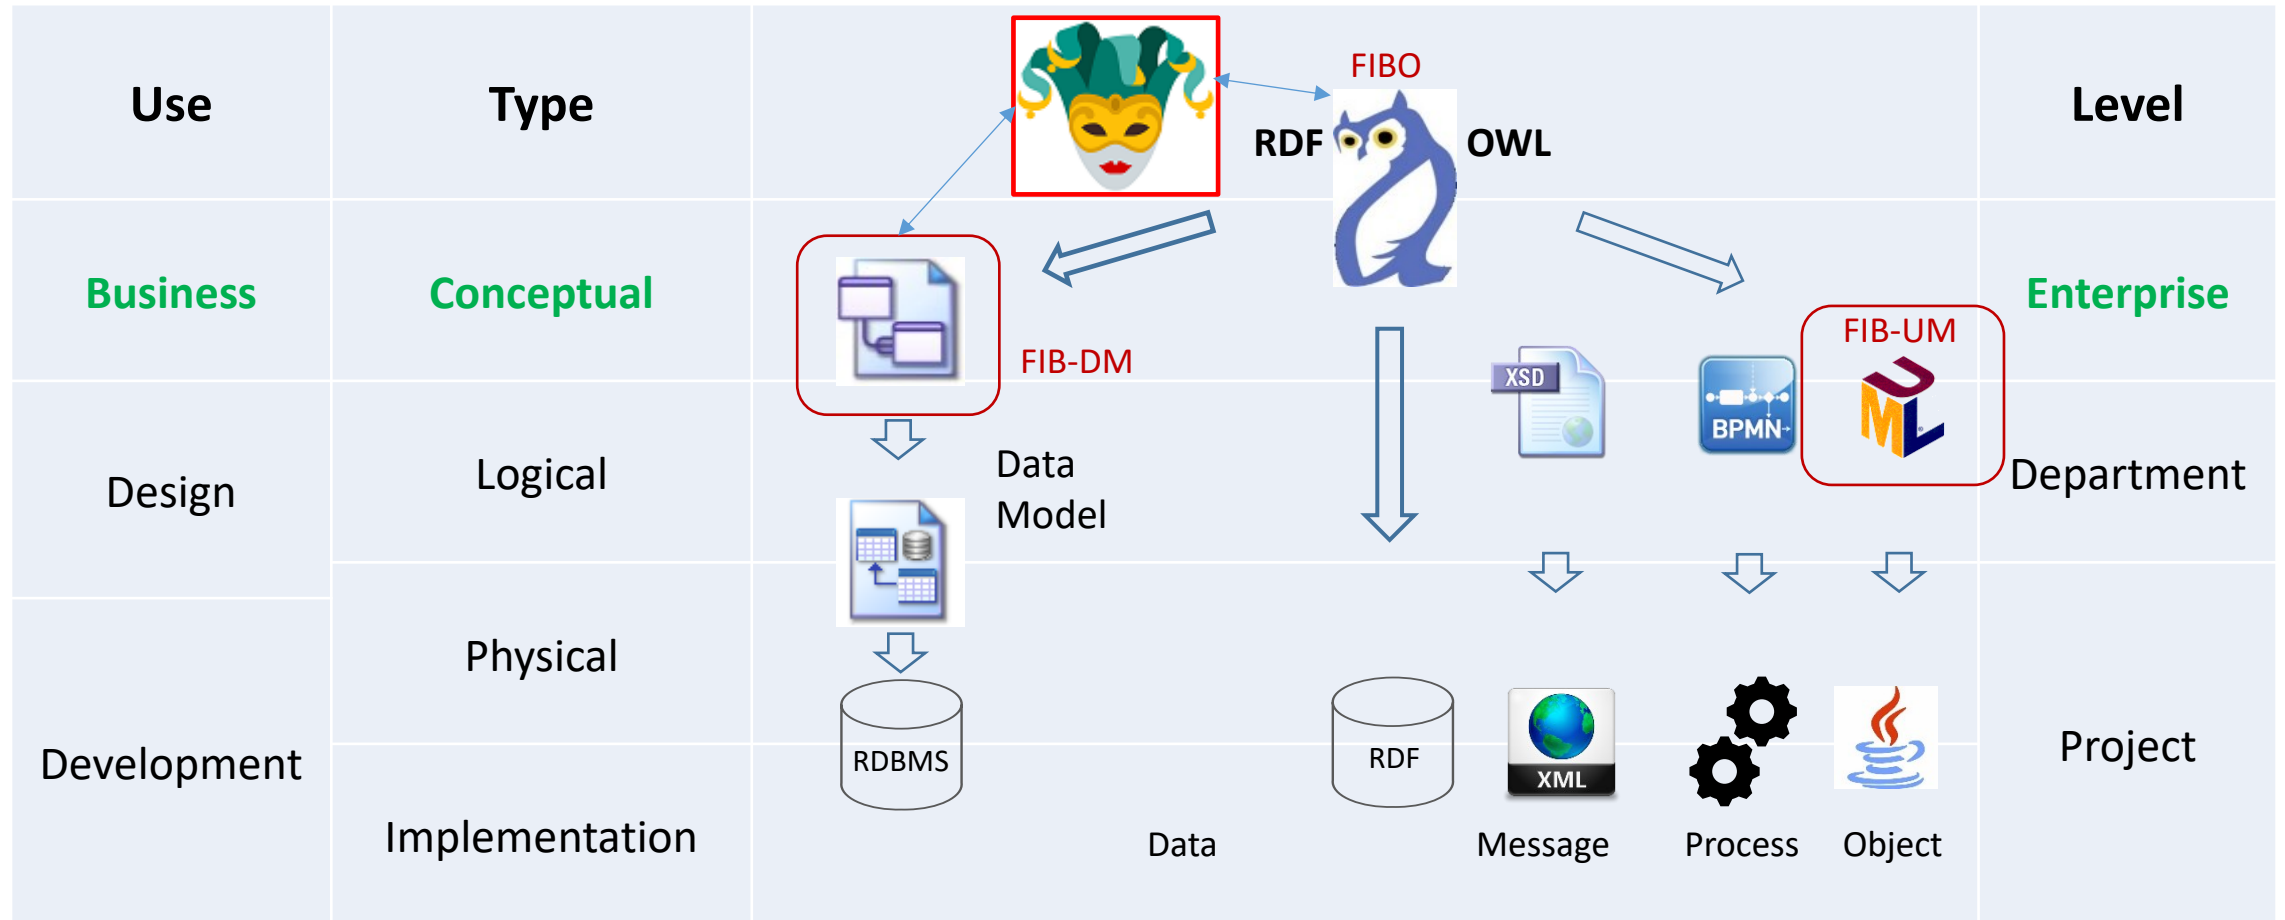 Use
Type
FIBO
RDF
OWL
Level
Business
Conceptual
Enterprise
FIB-DM
FIB-UM
XSD
BPMN
UML
Design
Logical
Data
Model
Department
Physical
Development
RDBMS
RDF
XML
Project
Implementation
Data
Message
Process
Object